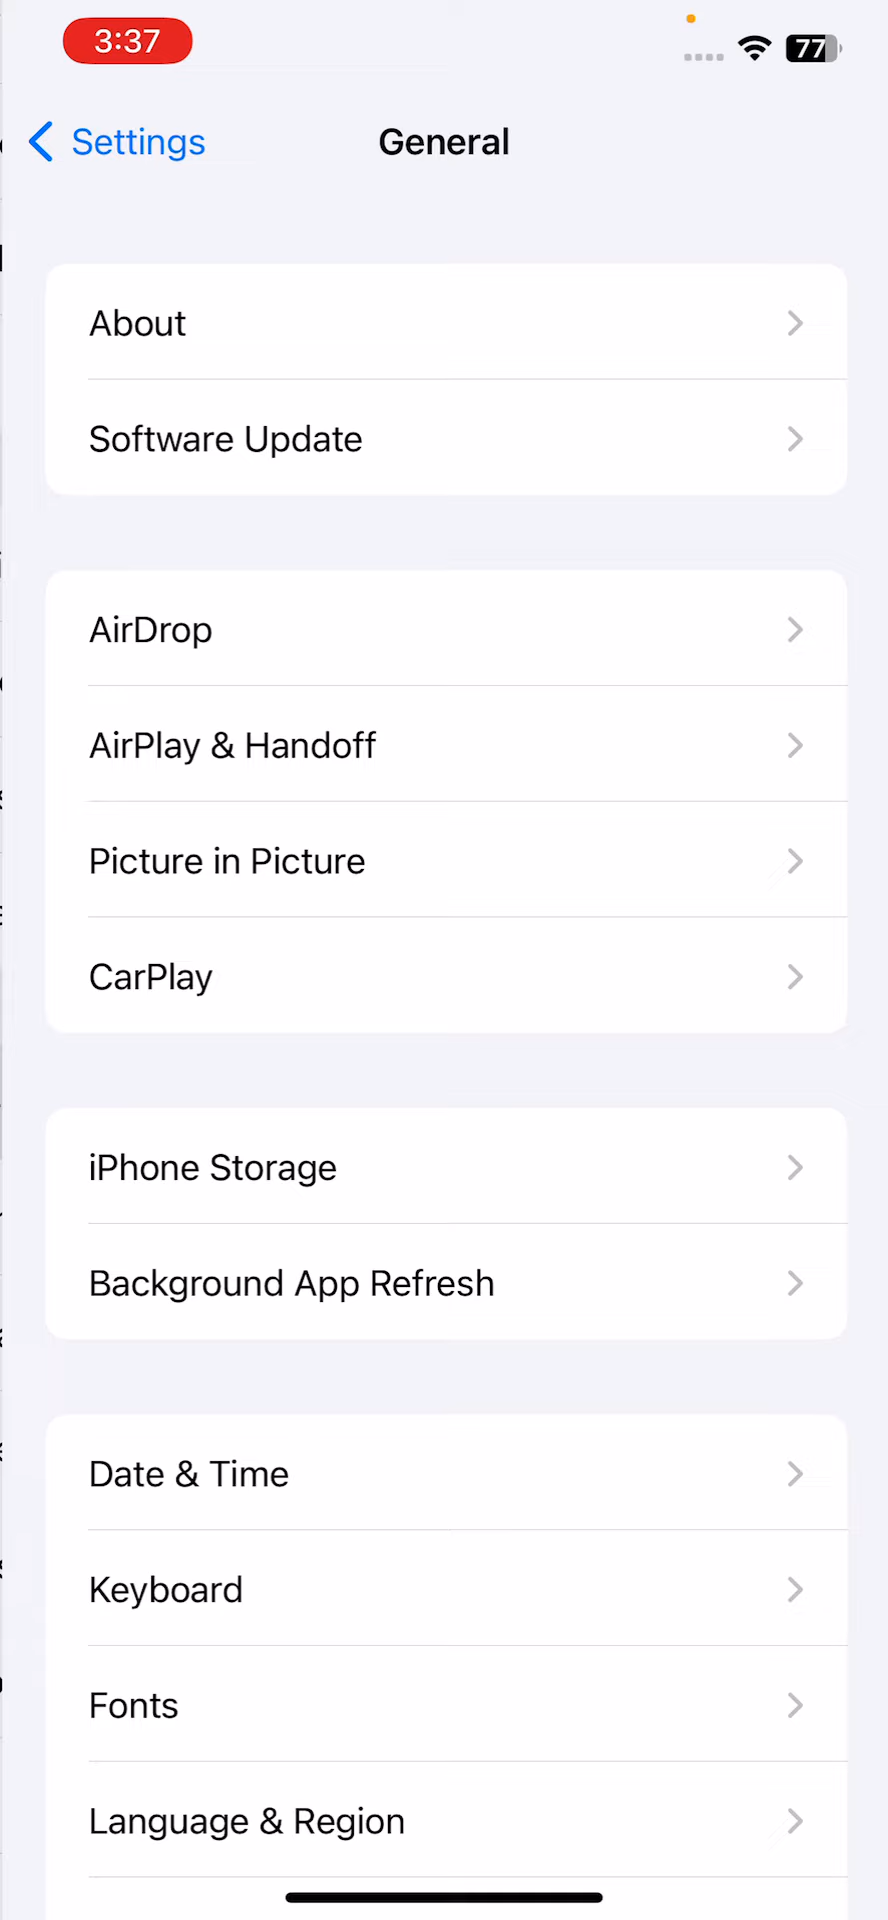 3:37
77
Settings
General
About
Software Update
AirDrop
AirPlay & Handoff
Picture in Picture
CarPlay
iPhone Storage
Background App Refresh
Date & Time
Keyboard
Fonts
Language & Region